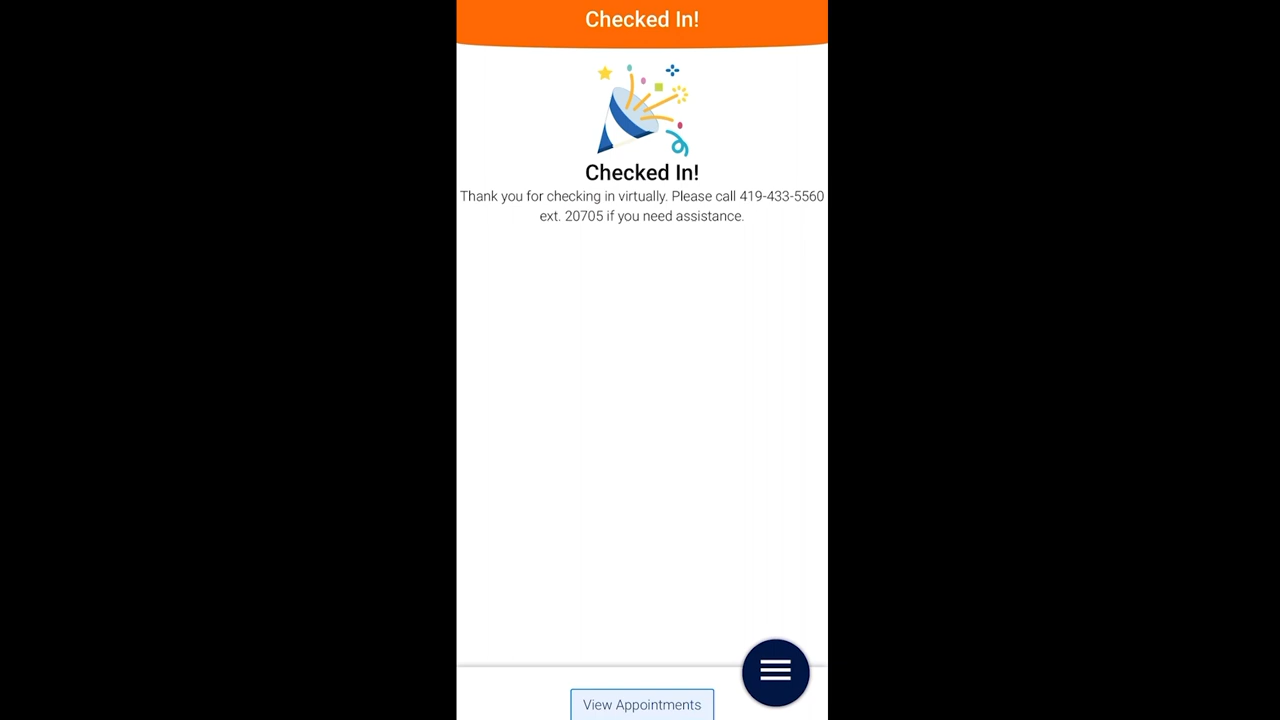 Checked In!
Checked In!
Thank you for checking in virtually. Please call 419-433-5560
ext. 20705 if you need assistance.
View Appointments